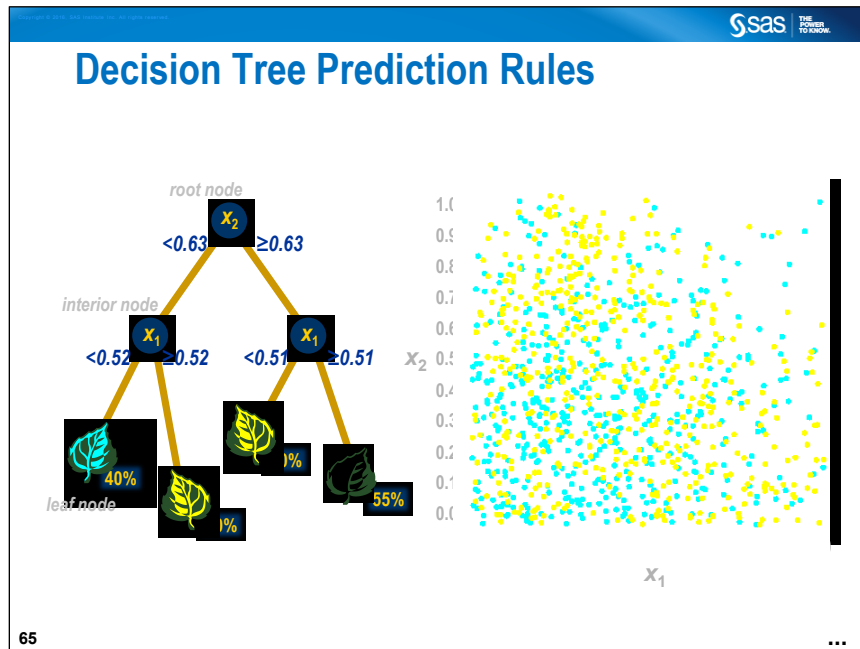 Copyright © 2010, SAS Institute Inc. All rights reserved.
sas THE POWER TO KNOW.
Decision Tree Prediction Rules
root node
x2
<0.63 ≥0.63
interior node
x1 x1
<0.52 ≥0.52 <0.51 ≥0.51
40% 0% 55%
leaf node
1.0
0.9
0.8
0.7
0.6
0.5
0.4
0.3
0.2
0.1
0.0
x2
x1
65 ...